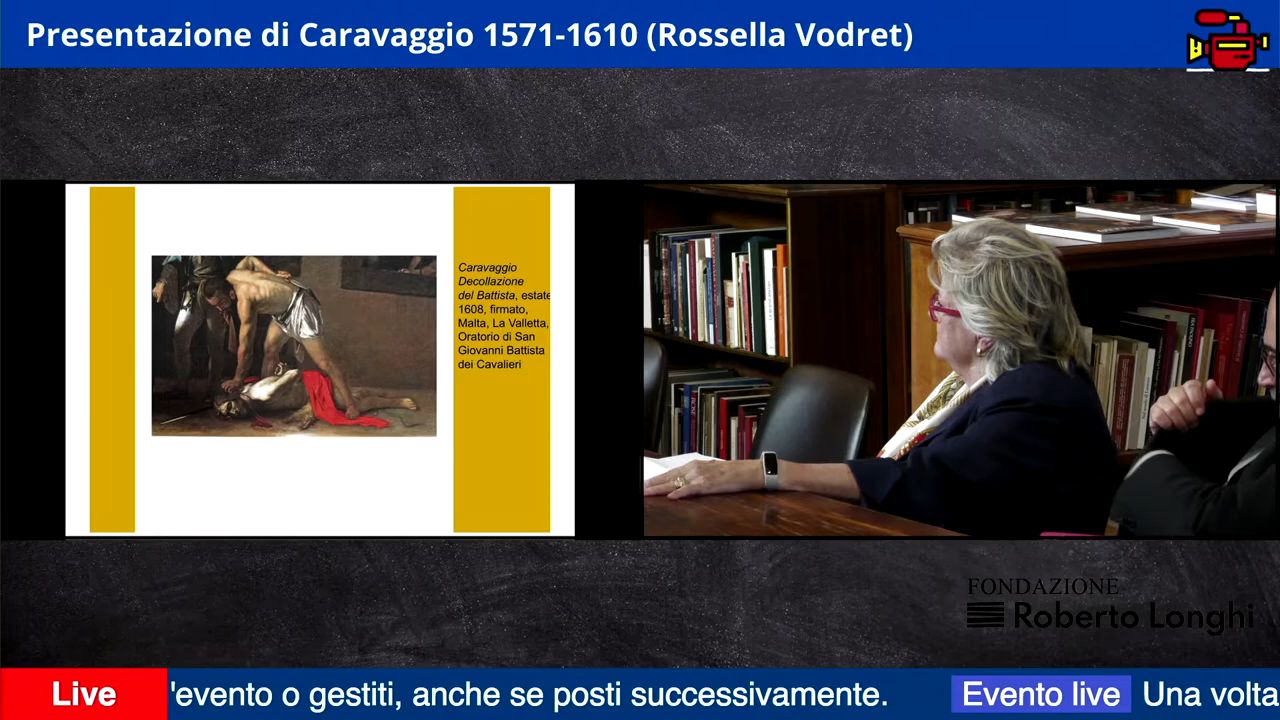 Presentazione di Caravaggio 1571-1610 (Rossella Vodret)
Caravaggio
Decollazione
del Battista, estate
1608, firmato,
Malta, La Valletta,
Oratorio di San
Giovanni Battista
dei Cavalieri
FONDAZIONE
Roberto Longhi
Live
'evento o gestiti, anche se posti successivamente.
Evento live
Una volta